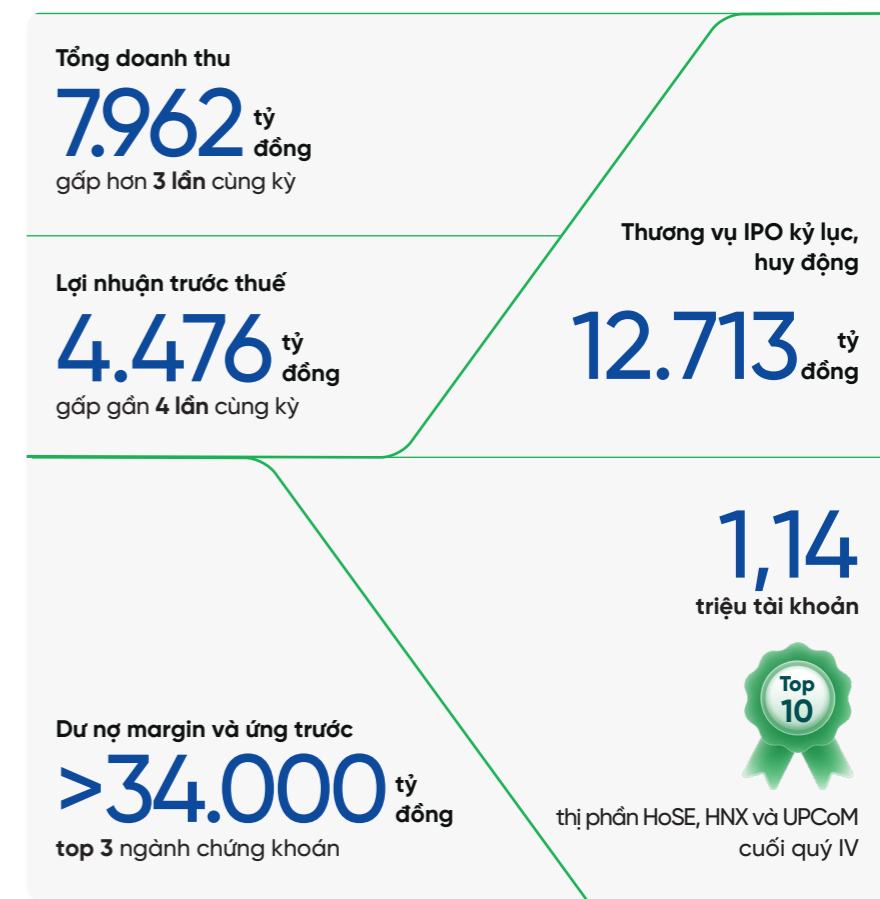 Tổng doanh thu
7.962 tỷ
đồng
gấp hơn 3 lần cùng kỳ
Lợi nhuận trước thuế
4.476 tỷ
đồng
gấp gần 4 lần cùng kỳ
Thương vụ IPO kỷ lục,
huy động
12.713 tỷ
đồng
Dư nợ margin và ứng trước
>34.000 tỷ
đồng
top 3 ngành chứng khoán
1,14
triệu tài khoản
Top
10
thị phần HoSE, HNX và UPCoM
cuối quý IV